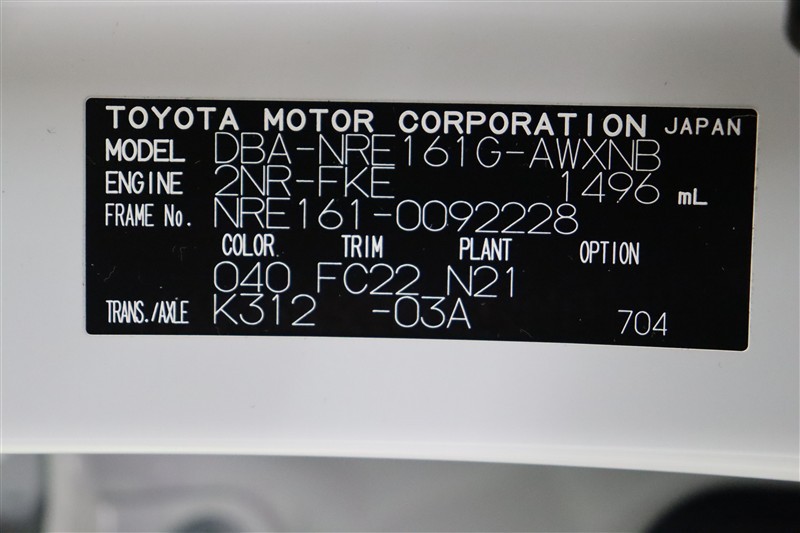 TOYOTA MOTOR CORPORATION JAPAN
MODEL DBA-NRE161G-AWXNB
ENGINE 2NR-FKE 1496 mL
FRAME No. NRE161-0092228
COLOR TRIM PLANT OPTION
040 FC22 N21
TRANS./AXLE K312 -03A 704